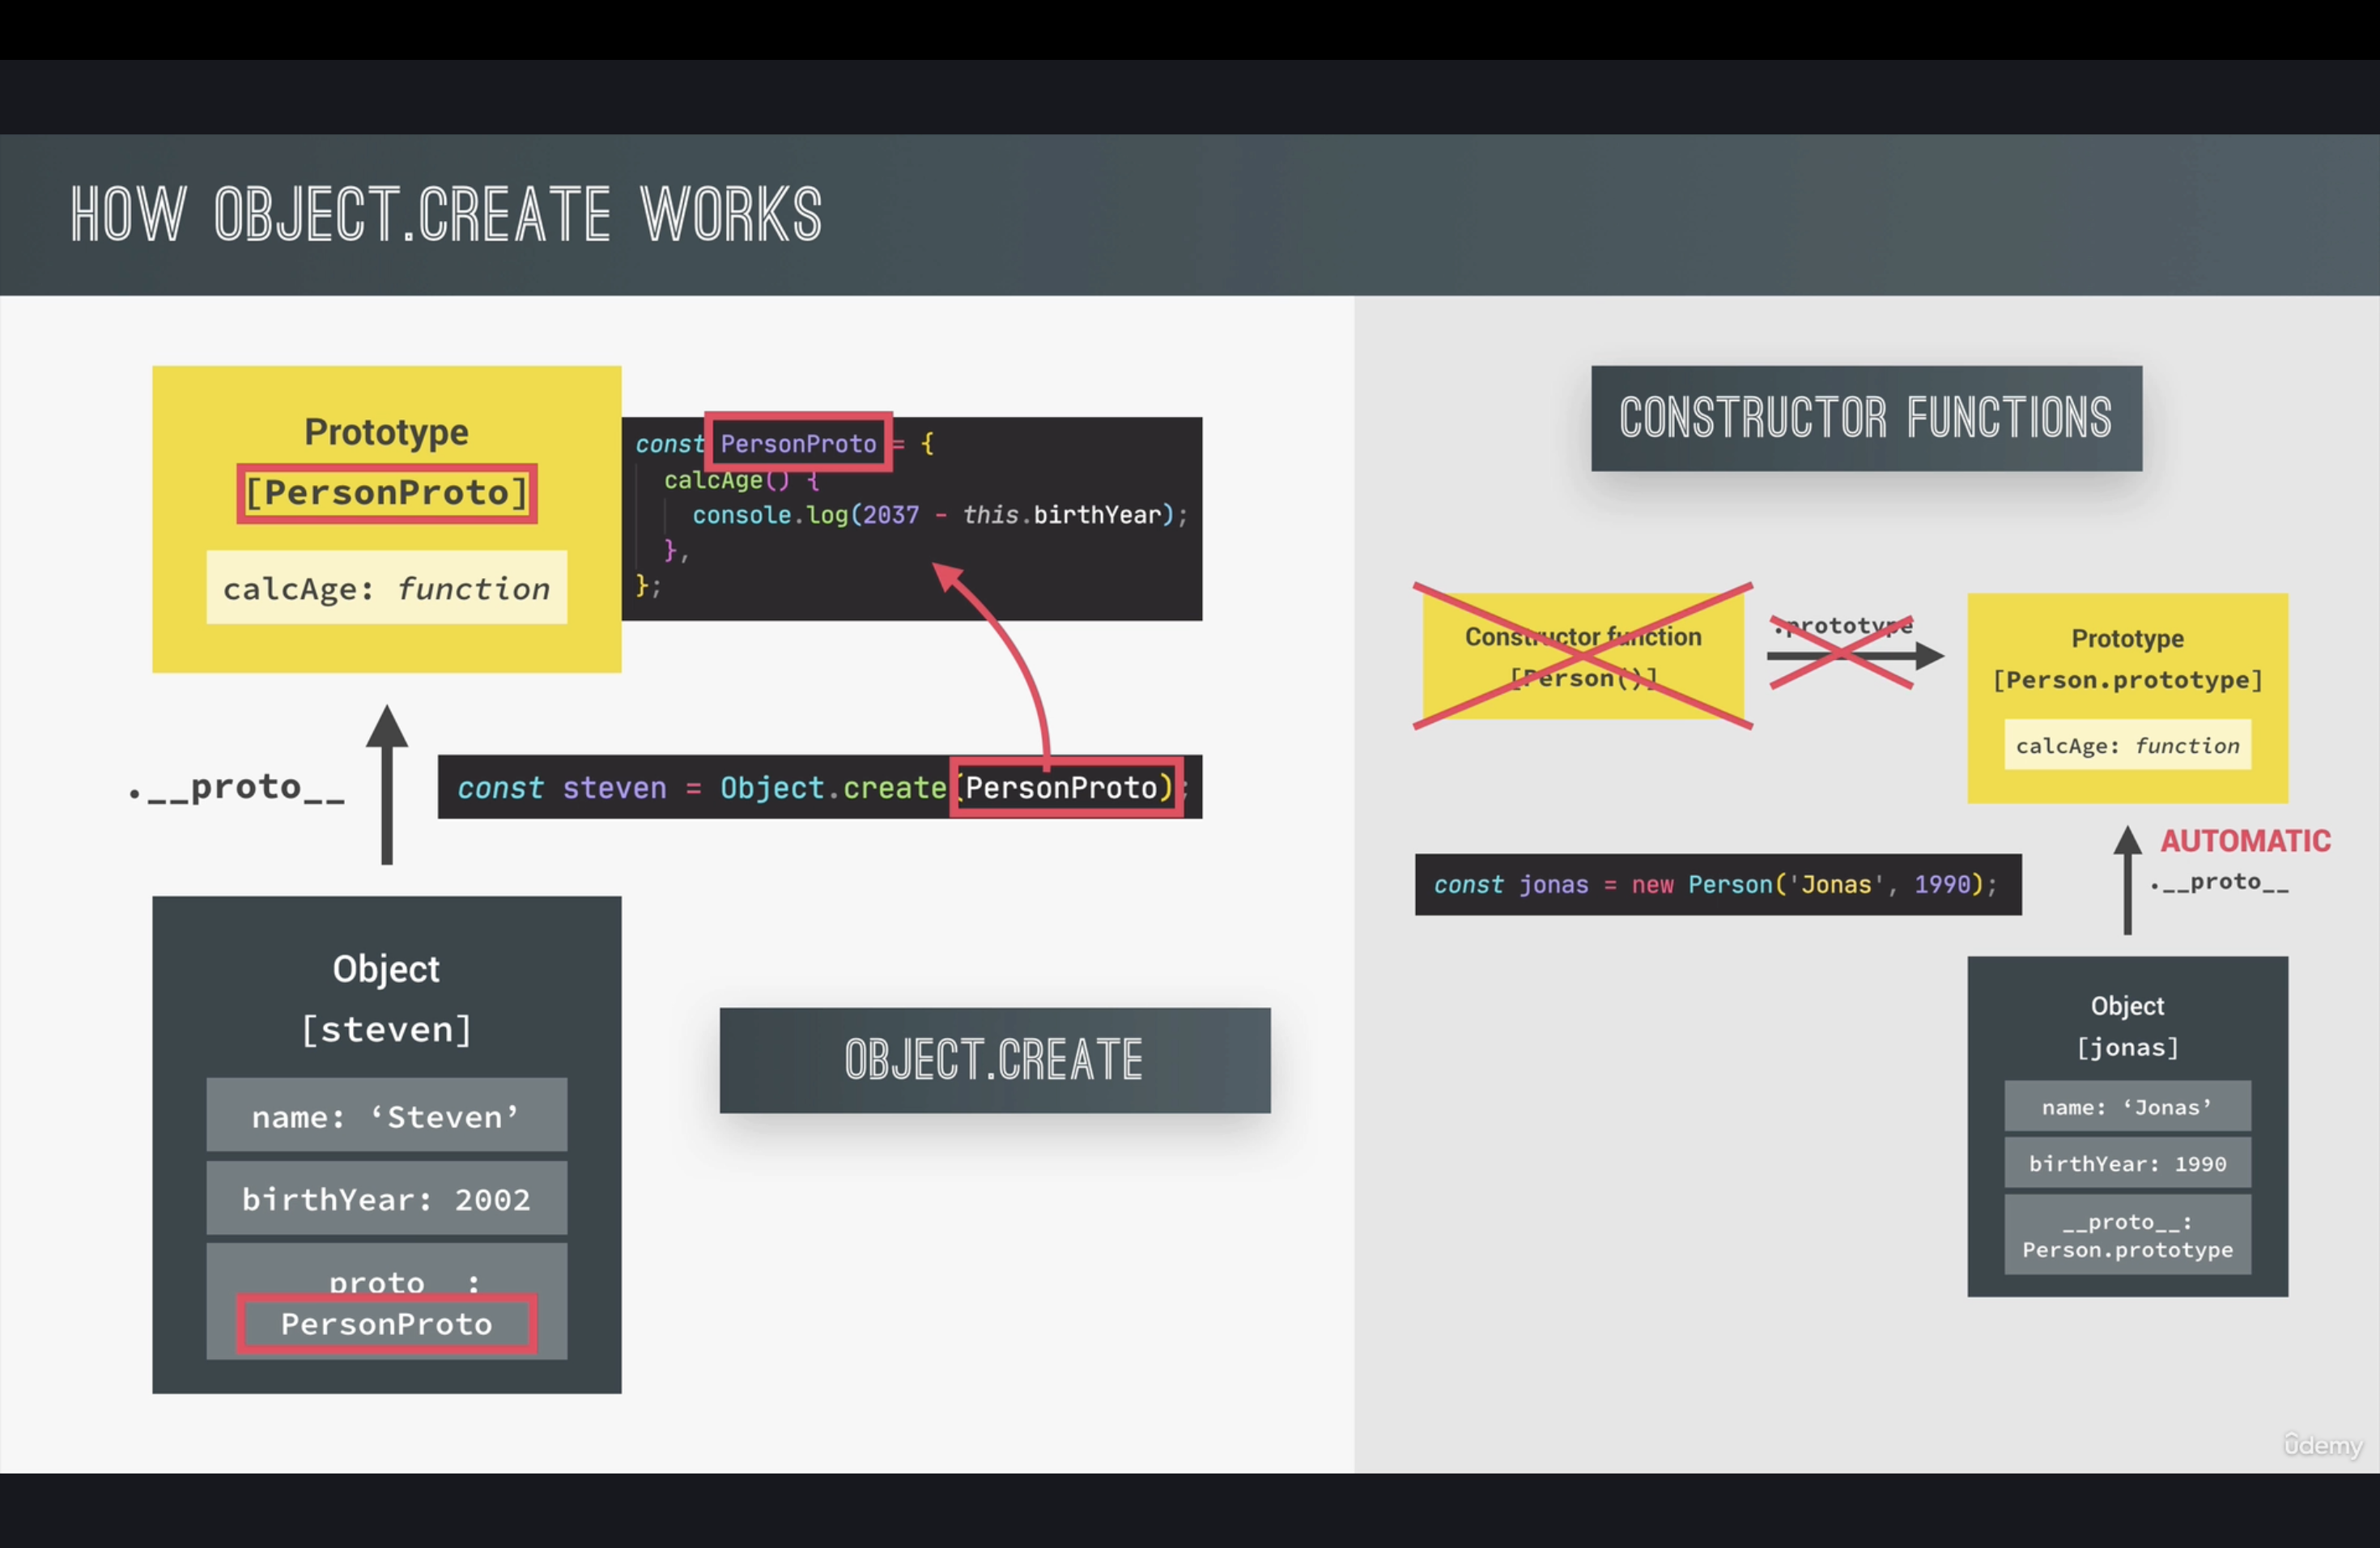 HOW OBJECT.CREATE WORKS
Prototype
[PersonProto]
calcAge: function
const PersonProto = {
calcAge() {
console.log(2037 - this.birthYear);
},
};
.__proto__
const steven = Object.create(PersonProto);
Object
[steven]
name: ‘Steven’
birthYear: 2002
__proto__:
PersonProto
OBJECT.CREATE
CONSTRUCTOR FUNCTIONS
Constructor function
[Person()]
.prototype
Prototype
[Person.prototype]
calcAge: function
AUTOMATIC
.__proto__
const jonas = new Person('Jonas', 1990);
Object
[jonas]
name: ‘Jonas’
birthYear: 1990
__proto__:
Person.prototype
ûdemy